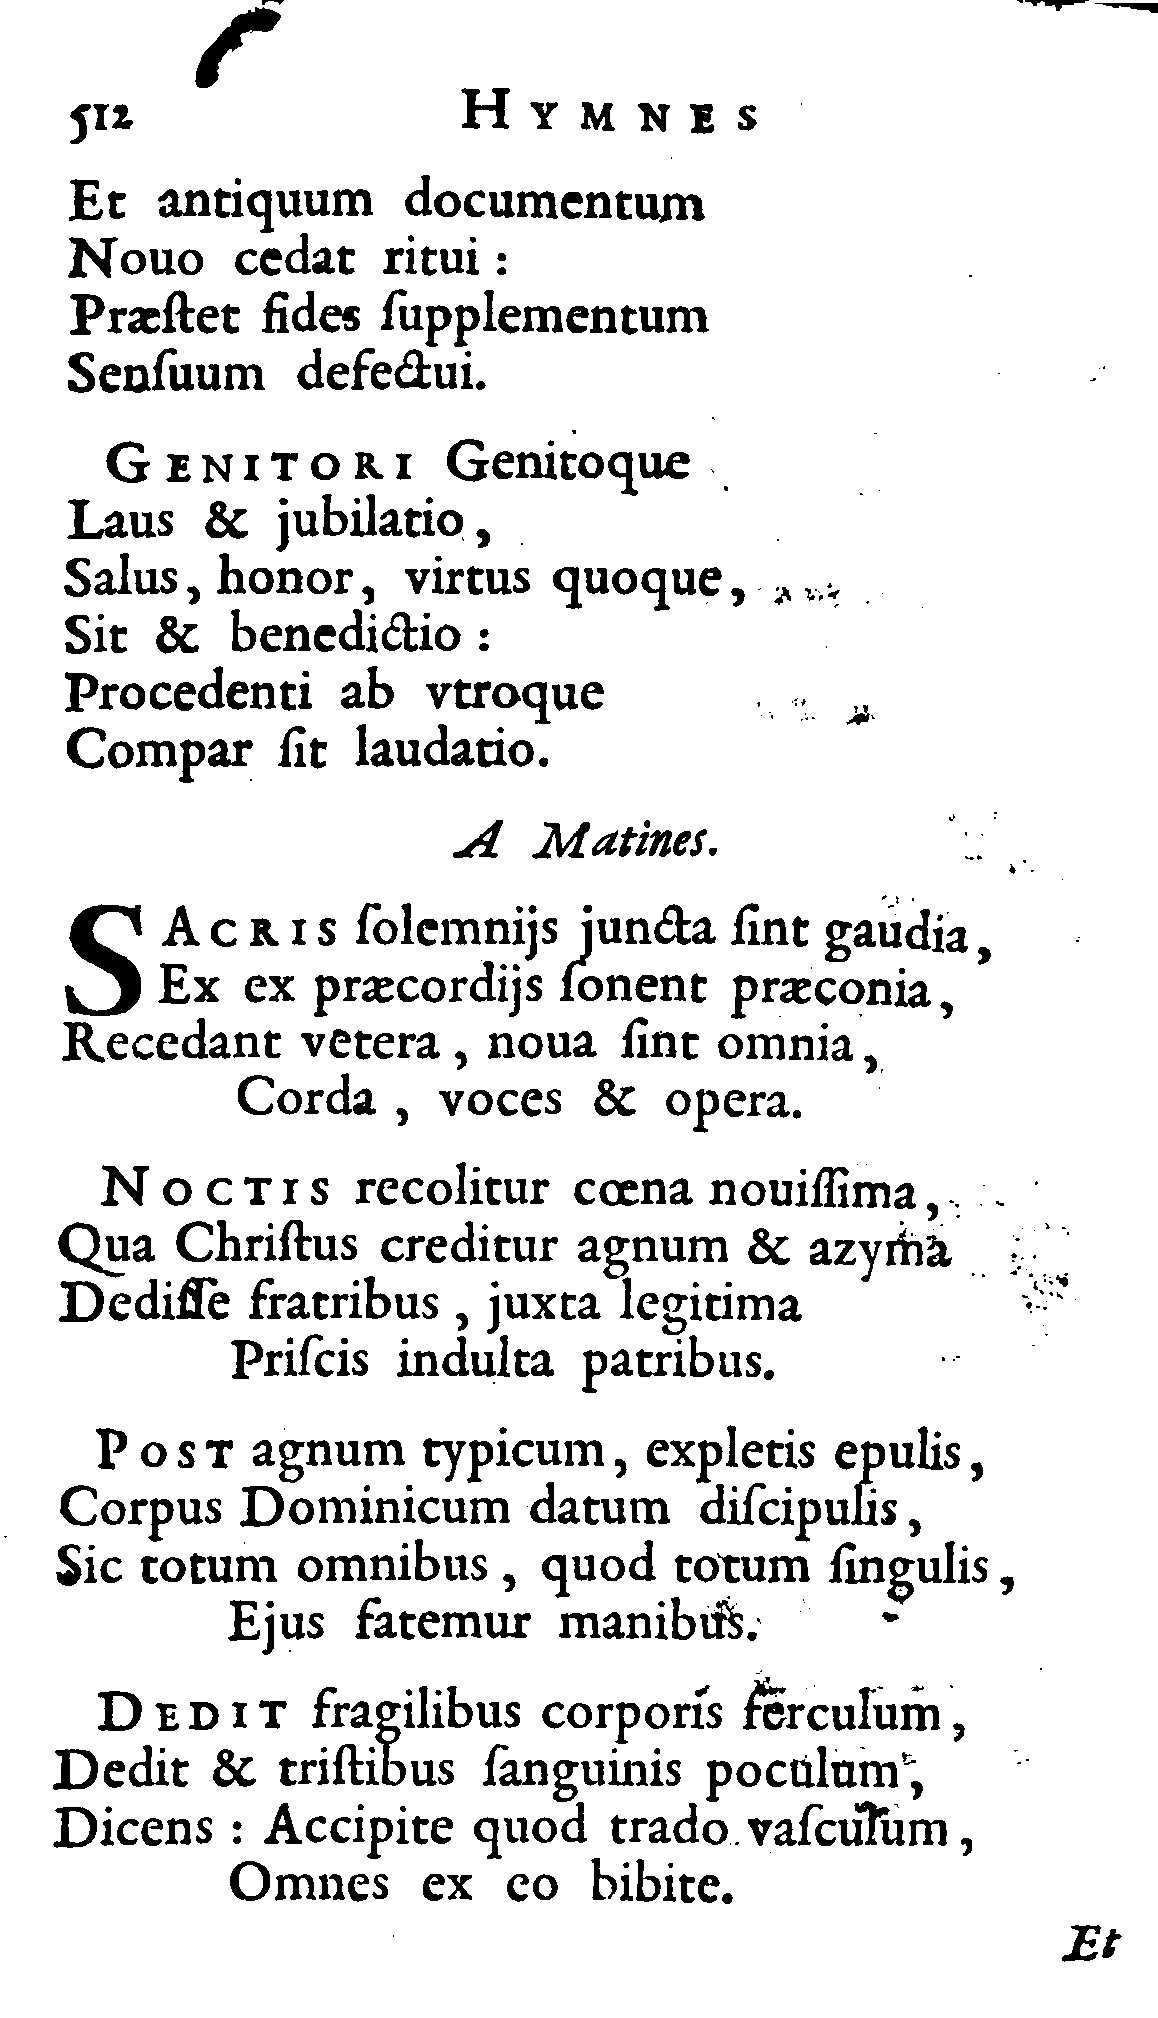 512 HYMNES
Et antiquum documentum
Nouo cedat ritui :
Præſtet fides ſupplementum
Senſuum defectui.
GENITORI Genitoque
Laus & jubilatio,
Salus, honor, virtus quoque,
Sit & benedictio :
Procedenti ab vtroque
Compar ſit laudatio.
A Matines.
SACRIS ſolemnijs juncta ſint gaudia,
Ex ex præcordijs ſonent præconia,
Recedant vetera, noua ſint omnia,
Corda, voces & opera.
NOCTIS recolitur cœna nouiſſima,
Qua Chriſtus creditur agnum & azyma
Dediſſe fratribus, juxta legitima
Priſcis indulta patribus.
POST agnum typicum, expletis epulis,
Corpus Dominicum datum diſcipulis,
Sic totum omnibus, quod totum ſingulis,
Ejus fatemur manibus.
DEDIT fragilibus corporis ferculum,
Dedit & triſtibus ſanguinis poculum,
Dicens : Accipite quod trado vaſculum,
Omnes ex eo bibite.
Et